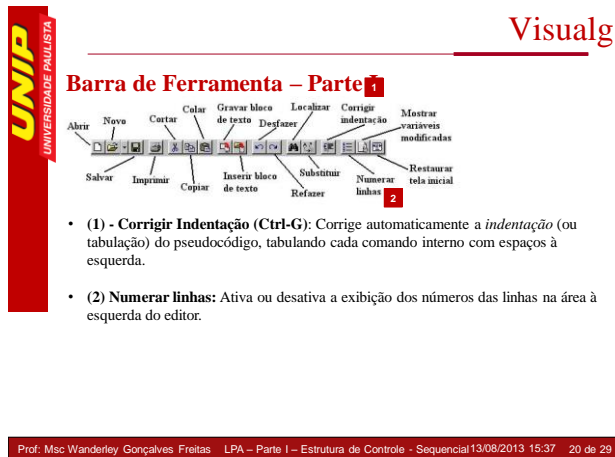 UNIP
UNIVERSIDADE PAULISTA
Visualg
Barra de Ferramenta – Parte I
1
Abrir
Novo
Cortar
Colar
Gravar bloco
de texto
Desfazer
Localizar
Corrigir
indentação
Mostrar
variáveis
modificadas
Salvar
Imprimir
Copiar
Inserir bloco
de texto
Refazer
Substituir
Numerar
linhas
Restaurar
tela inicial
2
• (1) - Corrigir Indentação (Ctrl-G): Corrige automaticamente a indentação (ou
tabulação) do pseudocódigo, tabulando cada comando interno com espaços à
esquerda.
• (2) Numerar linhas: Ativa ou desativa a exibição dos números das linhas na área à
esquerda do editor.
Prof: Msc Wanderley Gonçalves Freitas LPA – Parte I – Estrutura de Controle - Sequencial 13/08/2013 15:37 20 de 29